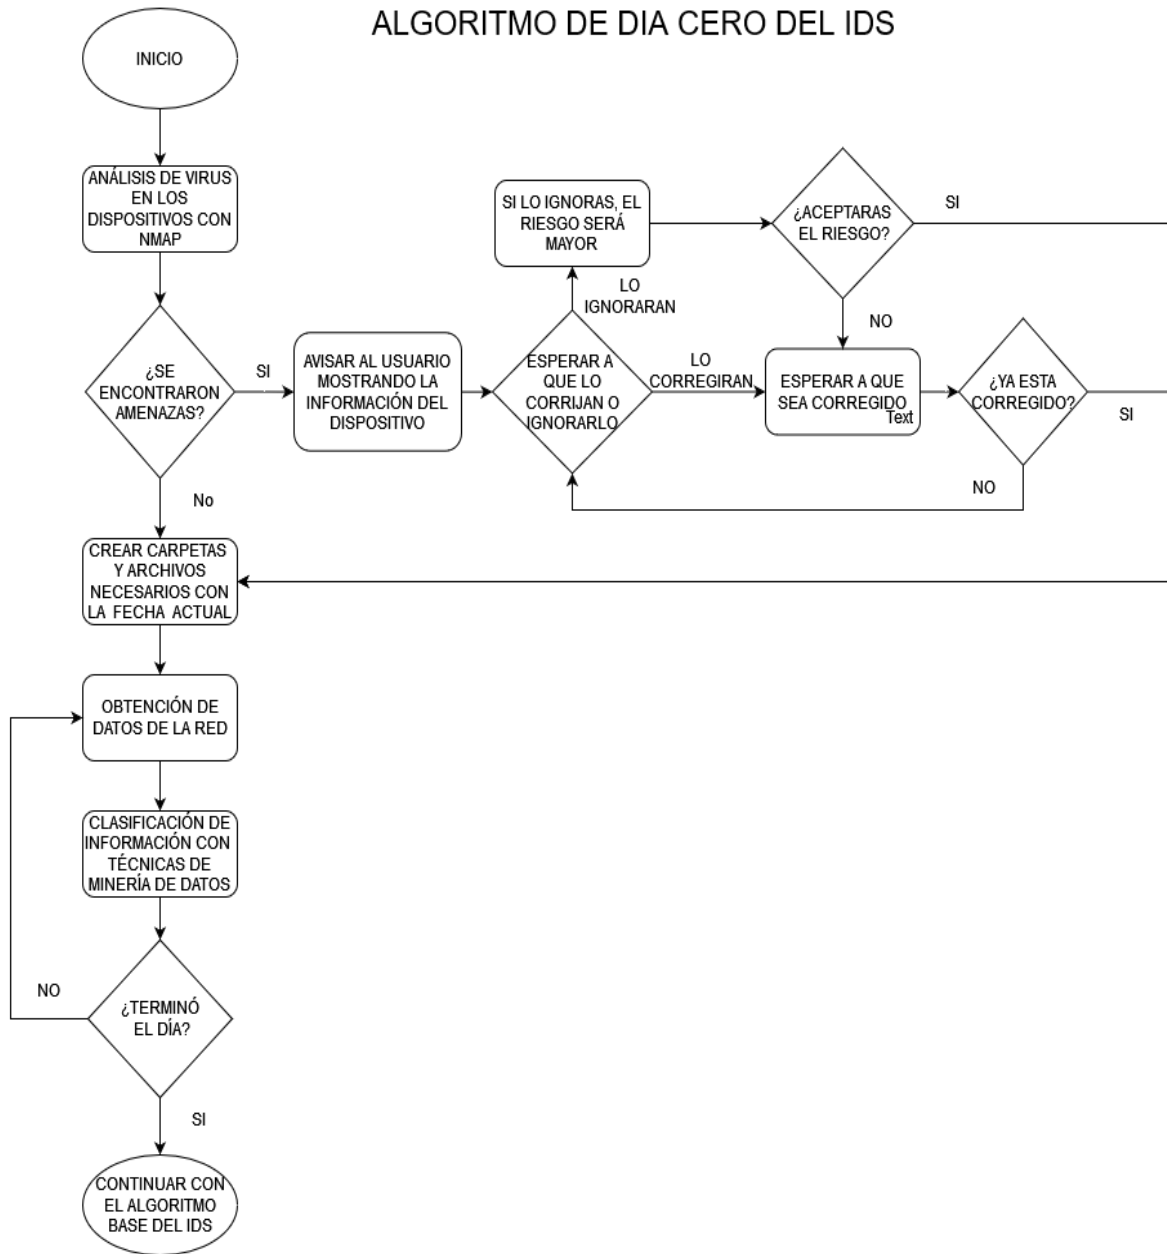 ALGORITMO DE DIA CERO DEL IDS
INICIO
ANÁLISIS DE VIRUS
EN LOS
DISPOSITIVOS CON
NMAP
¿SE
ENCONTRARON
AMENAZAS?
SI
AVISAR AL USUARIO
MOSTRANDO LA
INFORMACIÓN DEL
DISPOSITIVO
ESPERAR A
QUE LO
CORRIJAN O
IGNORARLO
LO
IGNORARAN
SI LO IGNORAS, EL
RIESGO SERÁ
MAYOR
¿ACEPTARAS
EL RIESGO?
SI
NO
LO
CORREGIRAN
ESPERAR A QUE
SEA CORREGIDO
Text
¿YA ESTA
CORREGIDO?
SI
NO
No
CREAR CARPETAS
Y ARCHIVOS
NECESARIOS CON
LA FECHA ACTUAL
OBTENCIÓN DE
DATOS DE LA RED
CLASIFICACIÓN DE
INFORMACIÓN CON
TÉCNICAS DE
MINERÍA DE DATOS
¿TERMINÓ
EL DÍA?
NO
SI
CONTINUAR CON
EL ALGORITMO
BASE DEL IDS